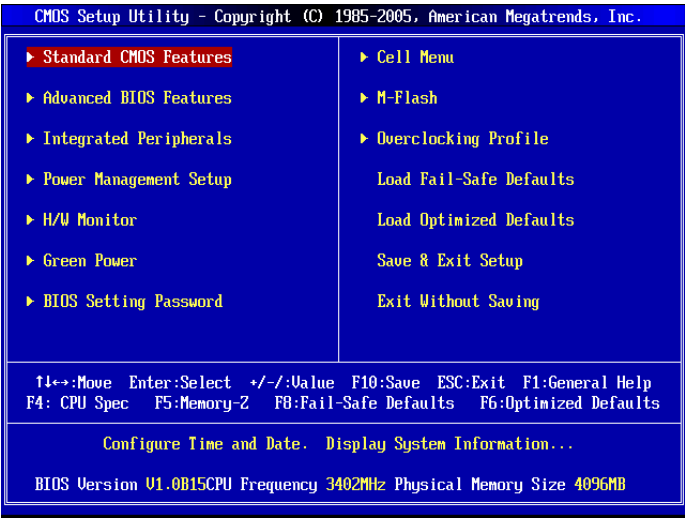 CMOS Setup Utility - Copyright (C) 1985-2005, American Megatrends, Inc.
▶ Standard CMOS Features
▶ Advanced BIOS Features
▶ Integrated Peripherals
▶ Power Management Setup
▶ H/W Monitor
▶ Green Power
▶ BIOS Setting Password
▶ Cell Menu
▶ M-Flash
▶ Overclocking Profile
Load Fail-Safe Defaults
Load Optimized Defaults
Save & Exit Setup
Exit Without Saving
↑↓←→:Move Enter:Select +/-/:Value F10:Save ESC:Exit F1:General Help
F4: CPU Spec F5:Memory-Z F8:Fail-Safe Defaults F6:Optimized Defaults
Configure Time and Date. Display System Information...
BIOS Version V1.0B15CPU Frequency 3402MHz Physical Memory Size 4096MB